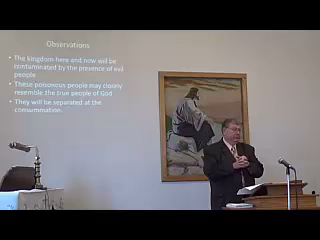 Observations
• The kingdom here and now will be
contaminated by the presence of evil
people
• These poisonous people may closely
resemble the true people of God
• They will be separated at the
consummation.